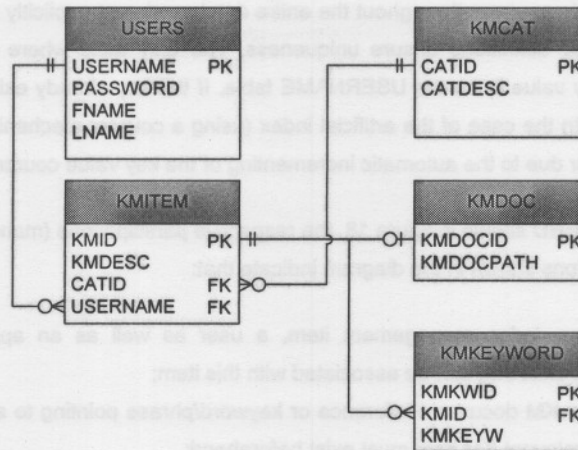 USERS
USERNAME PK
PASSWORD
FNAME
LNAME
KMCAT
CATID PK
CATDESC
KMITEM
KMID PK
KMDESC
CATID FK
USERNAME FK
KMDOC
KMDOCID PK
KMDOCPATH
KMKEYWORD
KMKWID PK
KMID FK
KMKEYW